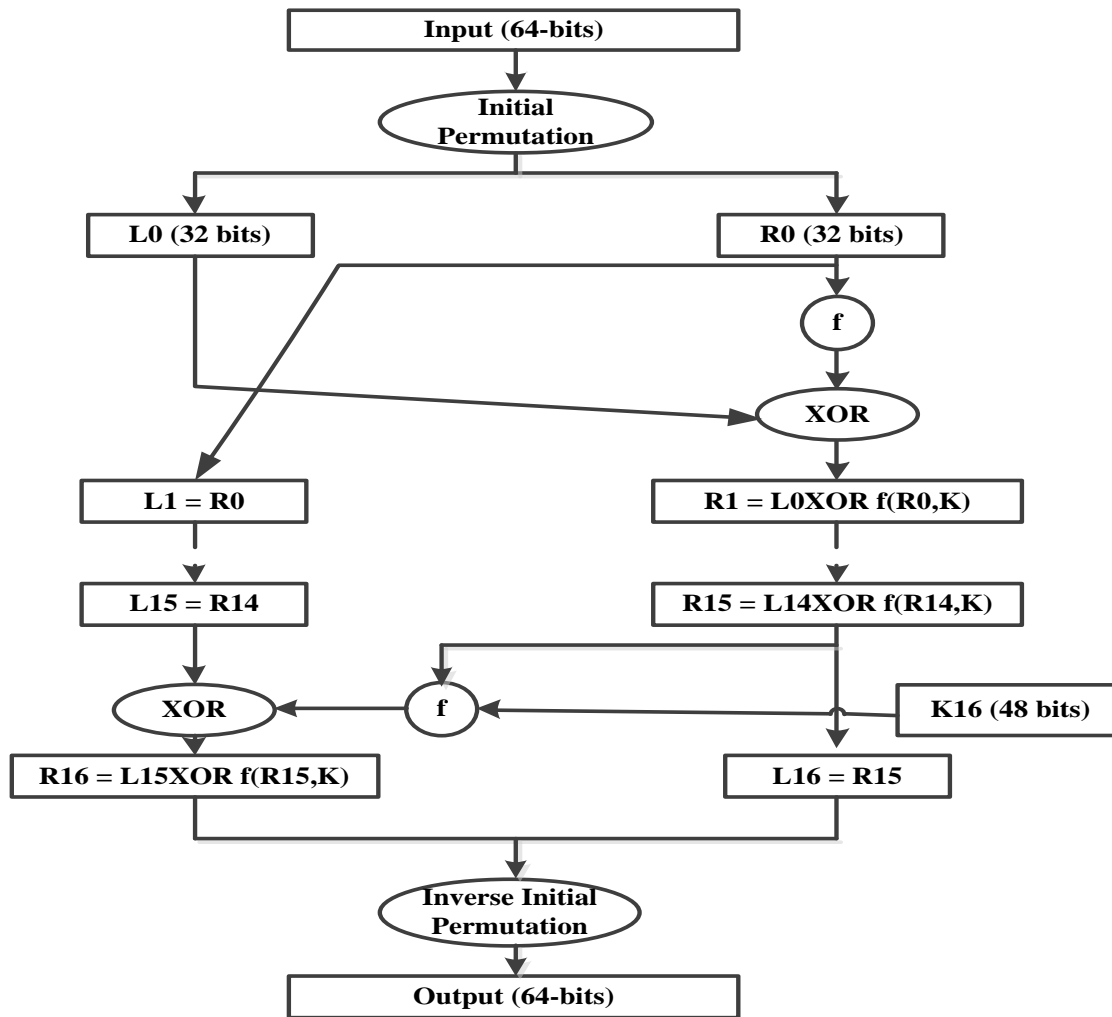 Input (64-bits)
Initial
Permutation
L0 (32 bits)
R0 (32 bits)
f
XOR
L1 = R0
R1 = L0XOR f(R0,K)
L15 = R14
R15 = L14XOR f(R14,K)
XOR
f
K16 (48 bits)
R16 = L15XOR f(R15,K)
L16 = R15
Inverse Initial
Permutation
Output (64-bits)